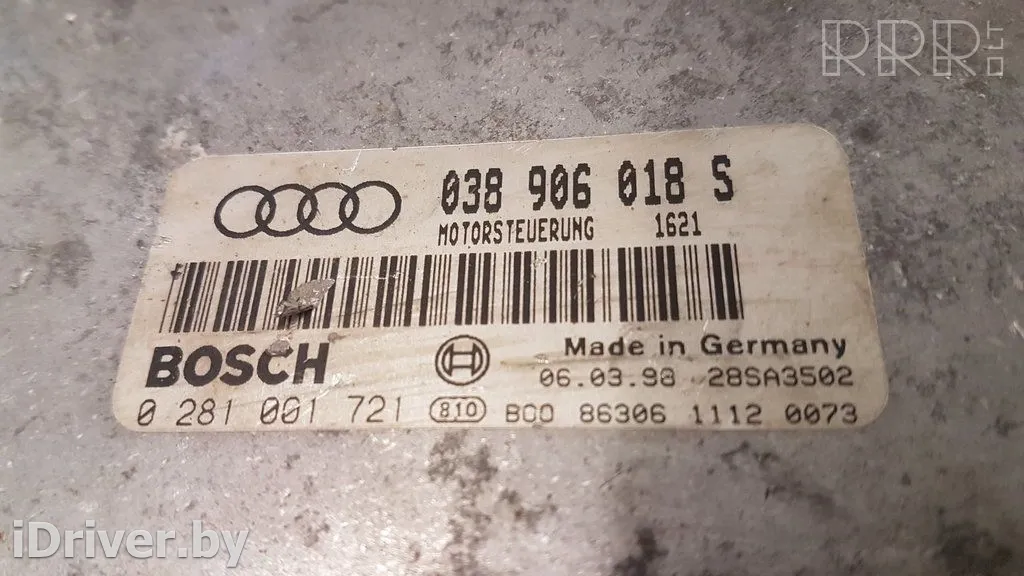 RRR.LT
038 906 018 S
MOTORSTEUERUNG 1621
BOSCH
Made in Germany
06.03.98 28SA3502
0 281 001 721 810 BC0 86306 1112 0073
iDriver.by